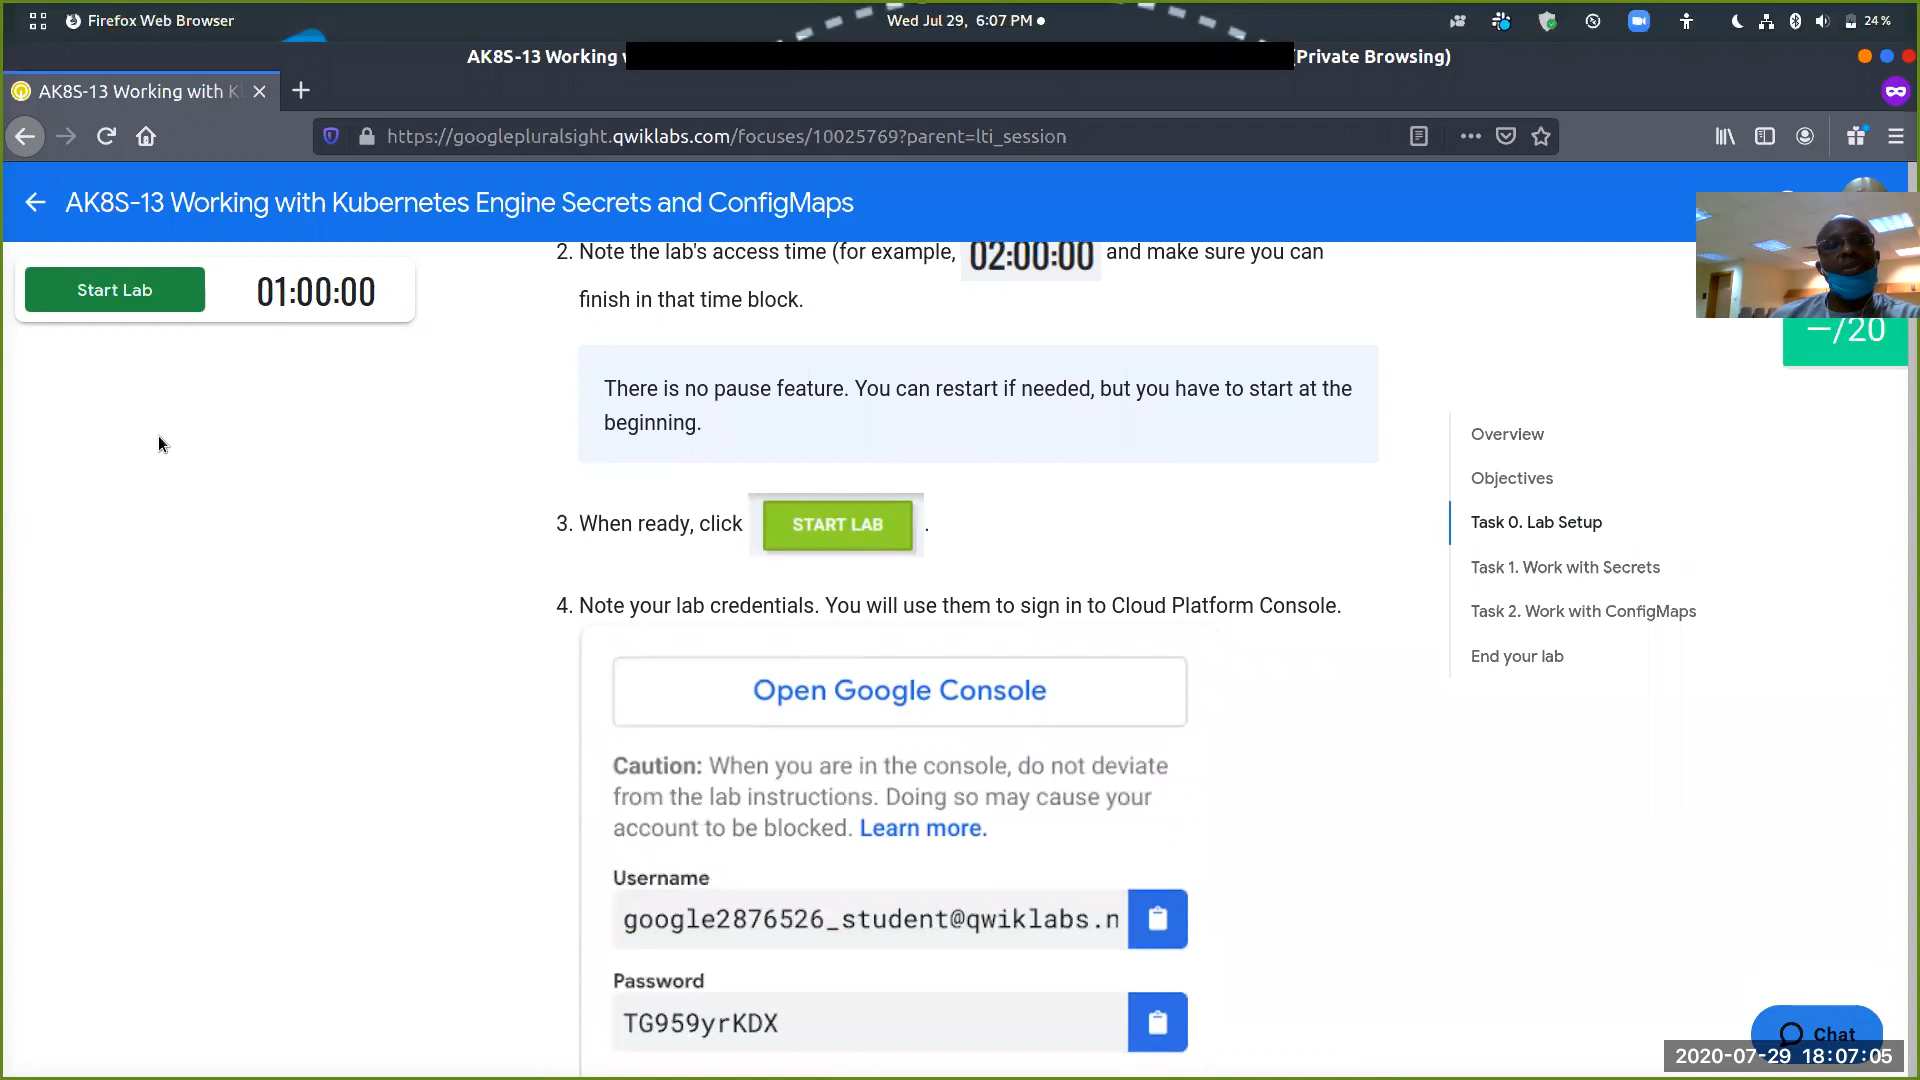 Firefox Web Browser
Wed Jul 29, 6:07 PM
24 %
AK8S-13 Working (Private Browsing)
AK8S-13 Working with K
https://googlepluralsight.qwiklabs.com/focuses/10025769?parent=lti_session
AK8S-13 Working with Kubernetes Engine Secrets and ConfigMaps
Start Lab
01:00:00
2. Note the lab's access time (for example, 02:00:00 and make sure you can
finish in that time block.
–/20
There is no pause feature. You can restart if needed, but you have to start at the
beginning.
3. When ready, click START LAB .
4. Note your lab credentials. You will use them to sign in to Cloud Platform Console.
Open Google Console
Caution: When you are in the console, do not deviate
from the lab instructions. Doing so may cause your
account to be blocked. Learn more.
Username
google2876526_student@qwiklabs.n
Password
TG959yrKDX
Overview
Objectives
Task 0. Lab Setup
Task 1. Work with Secrets
Task 2. Work with ConfigMaps
End your lab
Chat
2020-07-29 18:07:05